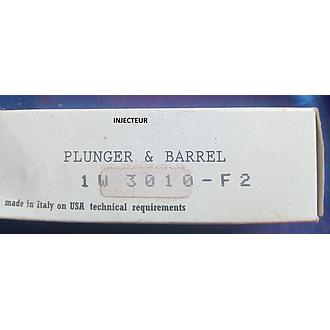 INJECTEUR
PLUNGER & BARREL
1W 3010-F2
made in Italy on USA technical requirements